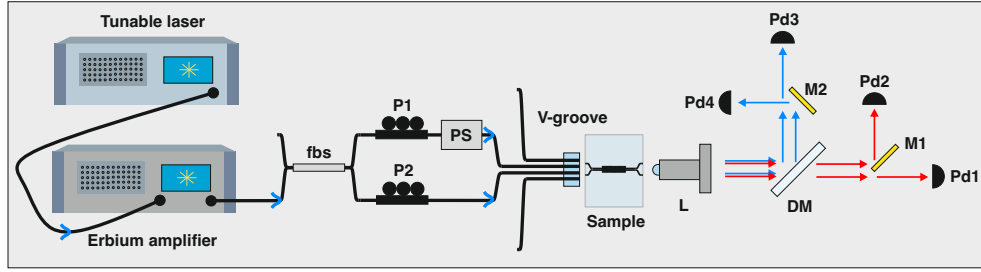 Tunable laser
Erbium amplifier
fbs
P1
PS
P2
V-groove
Sample
L
DM
Pd3
M2
Pd4
Pd2
M1
Pd1